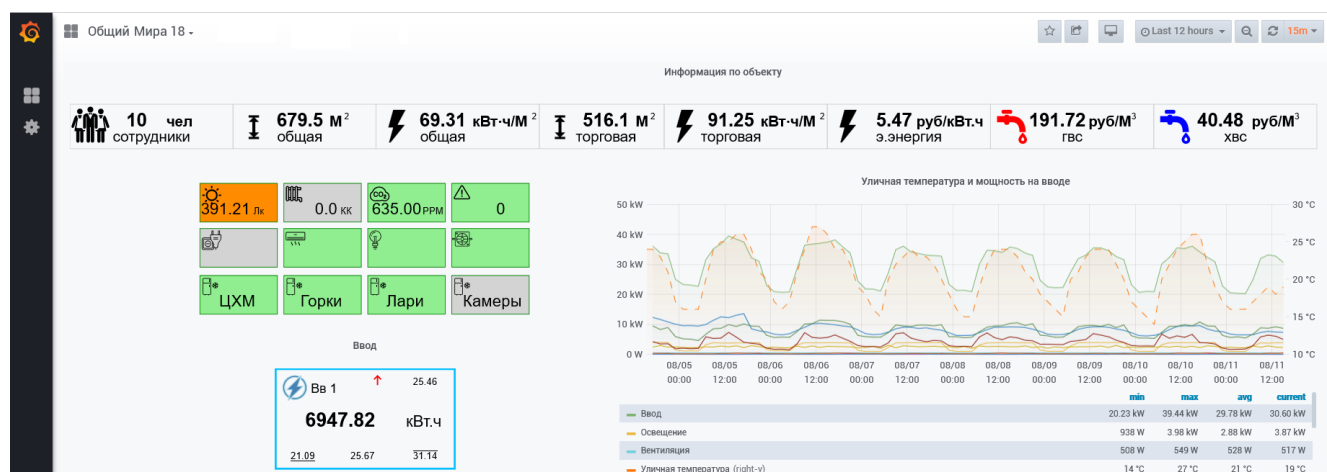 Общий Мира 18
Last 12 hours
15m
Информация по объекту
10 чел
сотрудники
679.5 м²
общая
69.31 кВт·ч/М ²
общая
516.1 м²
торговая
91.25 кВт·ч/М ²
торговая
5.47 руб/кВт.ч
э.энергия
191.72 руб/М³
гвс
40.48 руб/М³
хвс
391.21 Лк
0.0 кк
CO₂
635.00 PPM
0
ЦХМ
Горки
Лари
Камеры
Ввод
Вв 1
25.46
6947.82 кВт.ч
21.09 25.67 31.14
Уличная температура и мощность на вводе
50 kW 30 °C
40 kW 25 °C
30 kW
20 kW 20 °C
10 kW 15 °C
0 W 10 °C
08/05 08/05 08/06 08/06 08/07 08/07 08/08 08/08 08/09 08/09 08/10 08/10 08/11 08/11
00:00 12:00 00:00 12:00 00:00 12:00 00:00 12:00 00:00 12:00 00:00 12:00 00:00 12:00
min max avg current
Ввод 20.23 kW 39.44 kW 29.78 kW 30.60 kW
Освещение 938 W 3.98 kW 2.88 kW 3.87 kW
Вентиляция 508 W 549 W 528 W 517 W
Уличная температура (right-y) 14 °C 27 °C 21 °C 19 °C